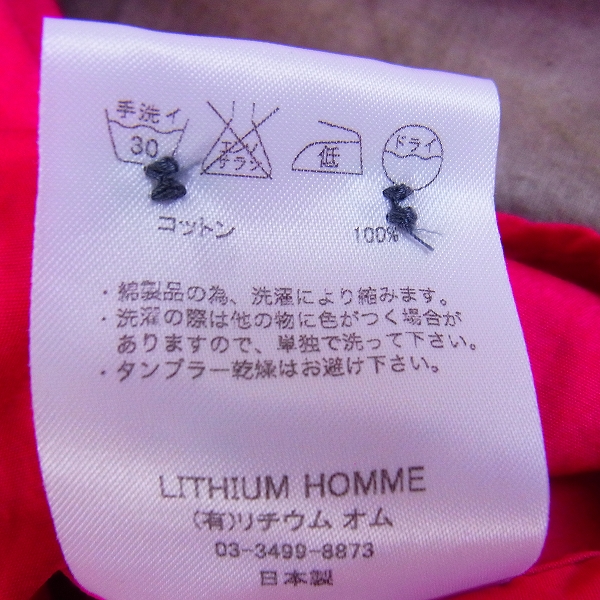 手洗イ
30
エンソ
サラシ
低
ドライ
コットン 100%
・綿製品の為、洗濯により縮みます。
・洗濯の際は他の物に色がつく場合が
ありますので、単独で洗って下さい。
・タンブラー乾燥はお避け下さい。
LITHIUM HOMME
(有)リチウム オム
03-3499-8873
日本製